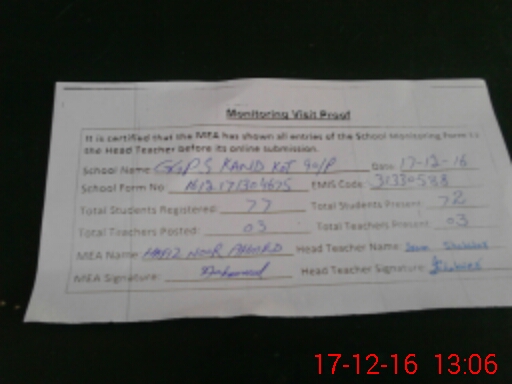 Monitoring Visit Proof
It is certified that the MEA has shown all entries of the School Monitoring Form to
the Head Teacher before its online submission.
School Name: GGPS RAND KOT 90/P Date: 17-12-16
School Form No: EMIS Code: 31330588
Total Students Registered: 77 Total Students Present: 72
Total Teachers Posted: 03 Total Teachers Present: 03
MEA Name: HAFIZ NOOR AHMAD Head Teacher Name:
MEA Signature: Head Teacher Signature:
17-12-16 13:06